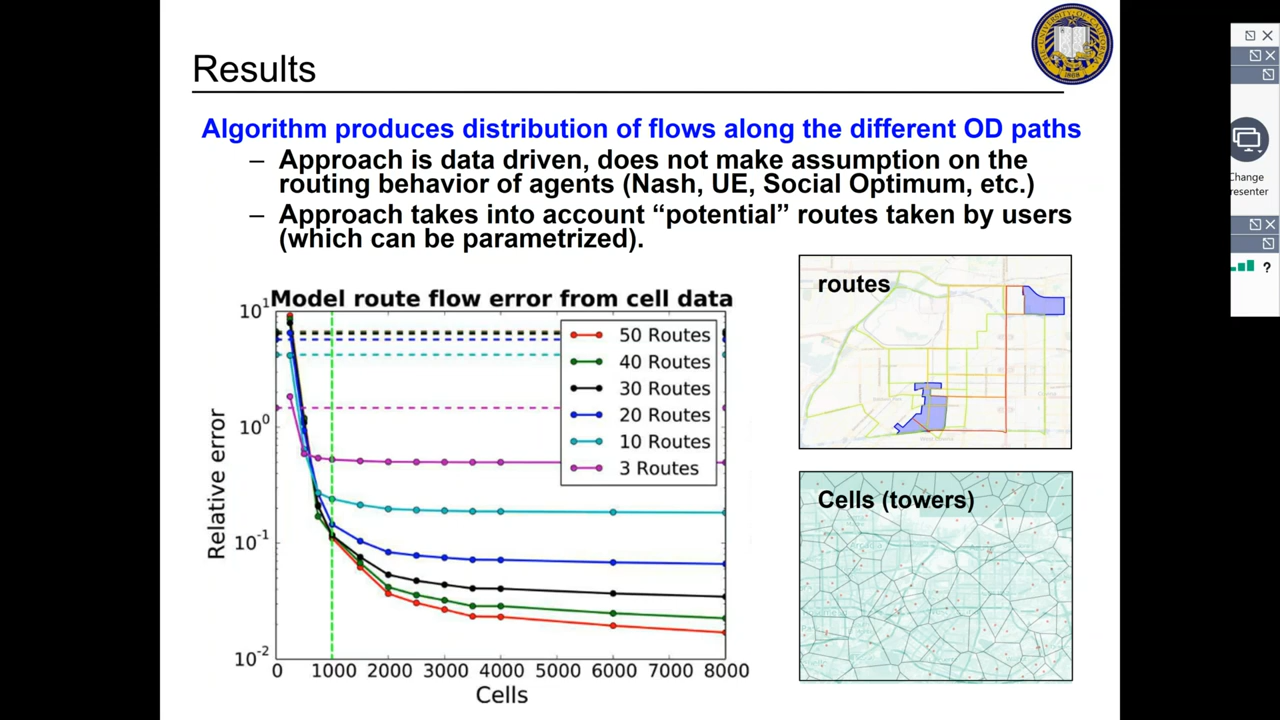 Results
Algorithm produces distribution of flows along the different OD paths
– Approach is data driven, does not make assumption on the
routing behavior of agents (Nash, UE, Social Optimum, etc.)
– Approach takes into account “potential” routes taken by users
(which can be parametrized).
Model route flow error from cell data
10^1
10^0
10^-1
10^-2
Relative error
50 Routes
40 Routes
30 Routes
20 Routes
10 Routes
3 Routes
0 1000 2000 3000 4000 5000 6000 7000 8000
Cells
routes
Cells (towers)
Change
resenter
?